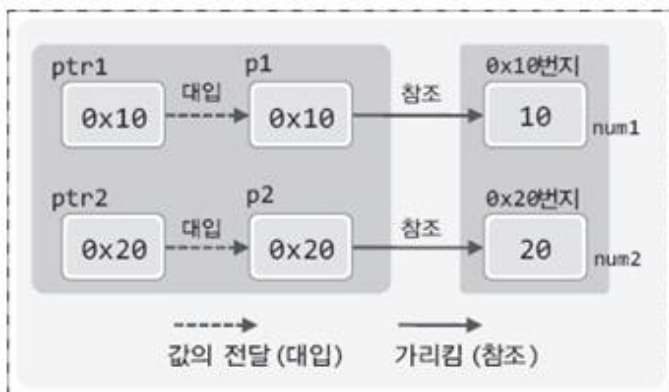 ptr1 p1 0x10번지
대입 참조
0x10 0x10 10
num1
ptr2 p2 0x20번지
대입 참조
0x20 0x20 20
num2
값의 전달(대입) 가리킴(참조)